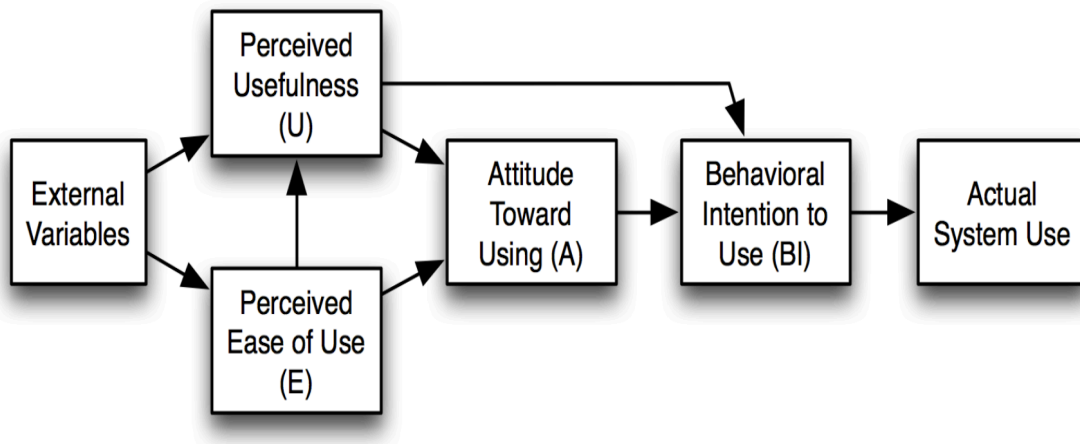 External
Variables
Perceived
Usefulness
(U)
Perceived
Ease of Use
(E)
Attitude
Toward
Using (A)
Behavioral
Intention to
Use (BI)
Actual
System Use